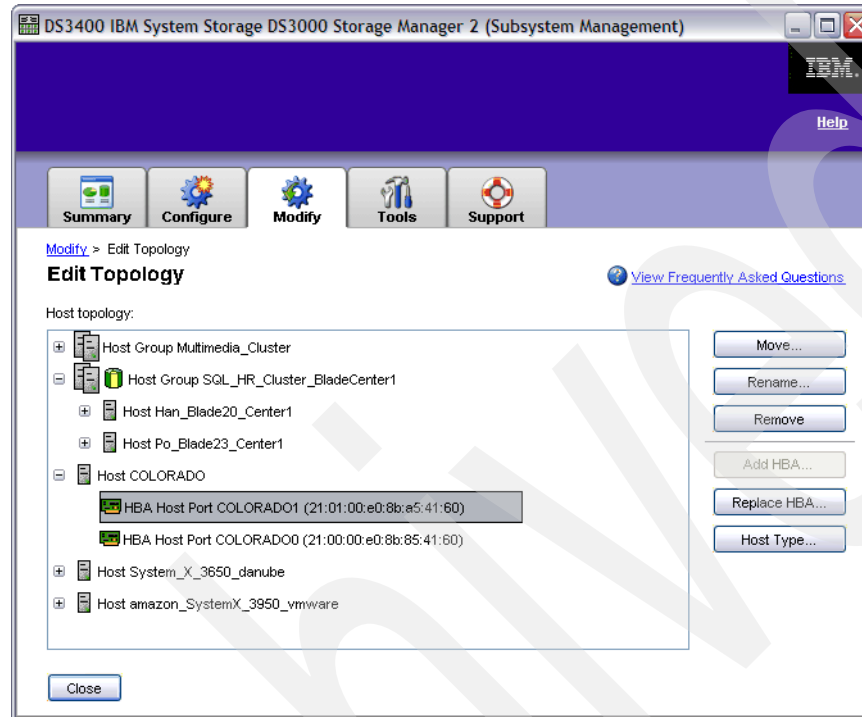 DS3400 IBM System Storage DS3000 Storage Manager 2 (Subsystem Management)
IBM.
Help
Summary
Configure
Modify
Tools
Support
Modify > Edit Topology
Edit Topology
View Frequently Asked Questions
Host topology:
Host Group Multimedia_Cluster
Host Group SQL_HR_Cluster_BladeCenter1
Host Han_Blade20_Center1
Host Po_Blade23_Center1
Host COLORADO
HBA Host Port COLORADO1 (21:01:00:e0:8b:a5:41:60)
HBA Host Port COLORADO0 (21:00:00:e0:8b:85:41:60)
Host System_X_3650_danube
Host amazon_SystemX_3950_vmware
Move...
Rename...
Remove
Add HBA...
Replace HBA...
Host Type...
Close